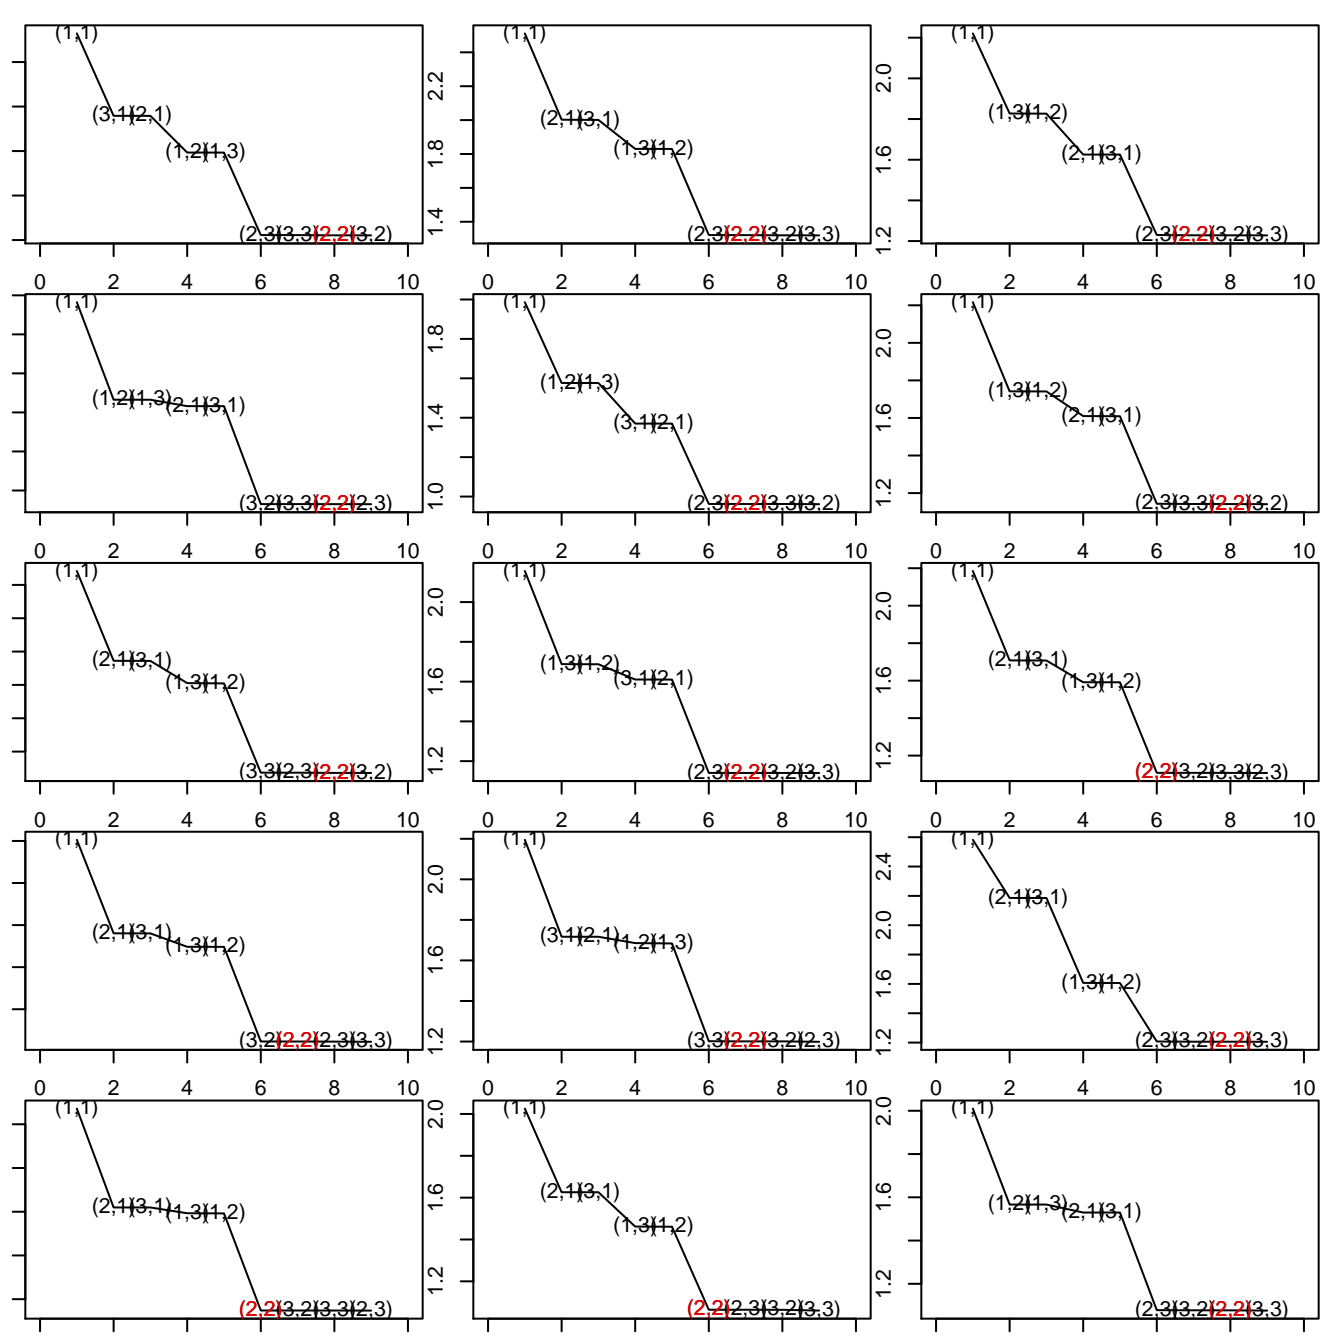 (1,1) (1,1) (1,1)
(3,1) (2,1) (2,1) (3,1) (1,3) (1,2)
(1,2) (1,3) (1,3) (1,2) (2,1) (3,1)
(2,3) (3,3) (2,2) (3,2) (2,3) (2,2) (3,2) (3,3) (2,3) (2,2) (3,2) (3,3)
1.4 1.8 2.2 1.2 1.6 2.0
0 2 4 6 8 10 0 2 4 6 8 10 0 2 4 6 8 10
(1,1) (1,1) (1,1)
(1,2) (1,3) (1,2) (1,3) (1,3) (1,2)
(2,1) (3,1) (3,1) (2,1) (2,1) (3,1)
(3,2) (3,3) (2,2) (2,3) (2,3) (2,2) (3,3) (3,2) (2,3) (3,3) (2,2) (3,2)
1.0 1.4 1.8 1.2 1.6 2.0
0 2 4 6 8 10 0 2 4 6 8 10 0 2 4 6 8 10
(1,1) (1,1) (1,1)
(2,1) (3,1) (1,3) (1,2) (2,1) (3,1)
(1,3) (1,2) (3,1) (2,1) (1,3) (1,2)
(3,3) (2,3) (2,2) (3,2) (2,3) (2,2) (3,2) (3,3) (2,2) (3,2) (3,3) (2,3)
1.2 1.6 2.0 1.2 1.6 2.0
0 2 4 6 8 10 0 2 4 6 8 10 0 2 4 6 8 10
(1,1) (1,1) (1,1)
(2,1) (3,1) (3,1) (2,1) (2,1) (3,1)
(1,3) (1,2) (1,2) (1,3) (1,3) (1,2)
(3,2) (2,2) (2,3) (3,3) (3,3) (2,2) (3,2) (2,3) (2,3) (3,2) (2,2) (3,3)
1.2 1.6 2.0 1.2 1.6 2.0 2.4
0 2 4 6 8 10 0 2 4 6 8 10 0 2 4 6 8 10
(1,1) (1,1) (1,1)
(2,1) (3,1) (2,1) (3,1) (1,2) (1,3)
(1,3) (1,2) (1,3) (1,2) (2,1) (3,1)
(2,2) (3,2) (3,3) (2,3) (2,2) (2,3) (3,2) (3,3) (2,3) (3,2) (2,2) (3,3)
1.2 1.6 2.0 1.2 1.6 2.0